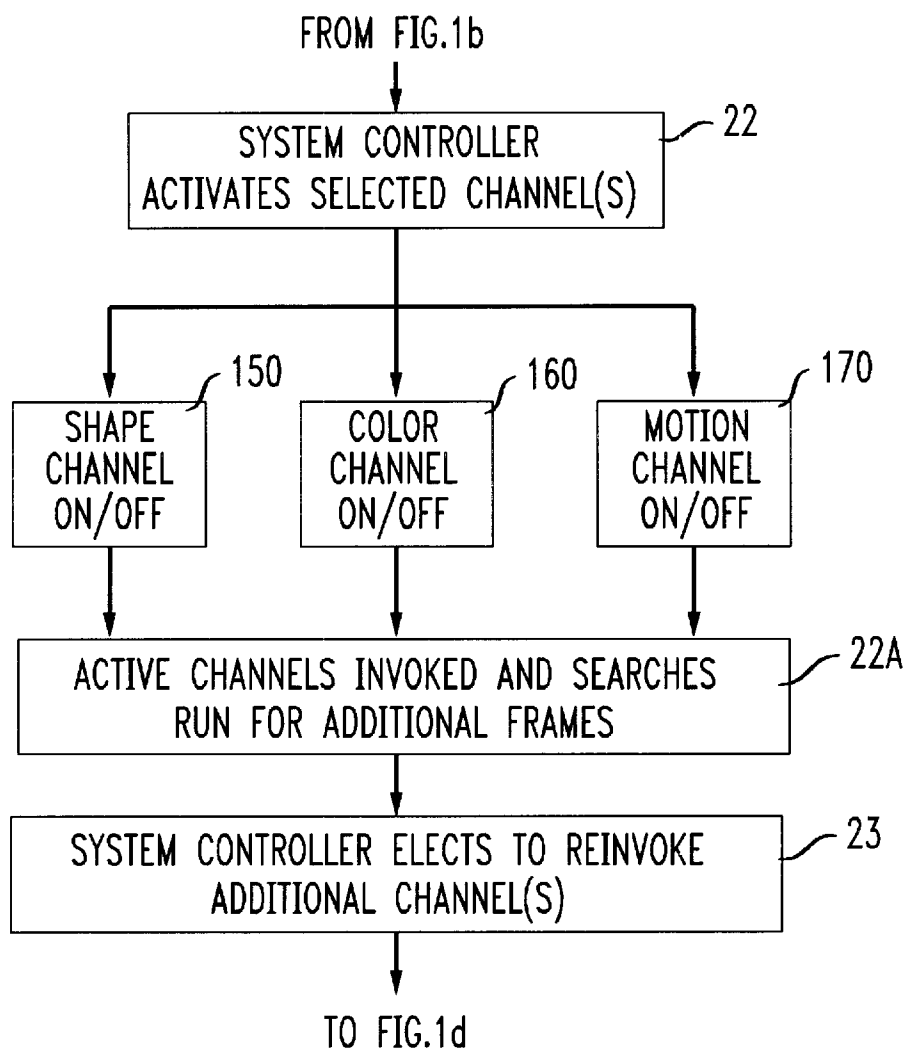 FROM FIG.1b
22
SYSTEM CONTROLLER
ACTIVATES SELECTED CHANNEL(S)
150
160
170
SHAPE
CHANNEL
ON/OFF
COLOR
CHANNEL
ON/OFF
MOTION
CHANNEL
ON/OFF
22A
ACTIVE CHANNELS INVOKED AND SEARCHES
RUN FOR ADDITIONAL FRAMES
23
SYSTEM CONTROLLER ELECTS TO REINVOKE
ADDITIONAL CHANNEL(S)
TO FIG.1d